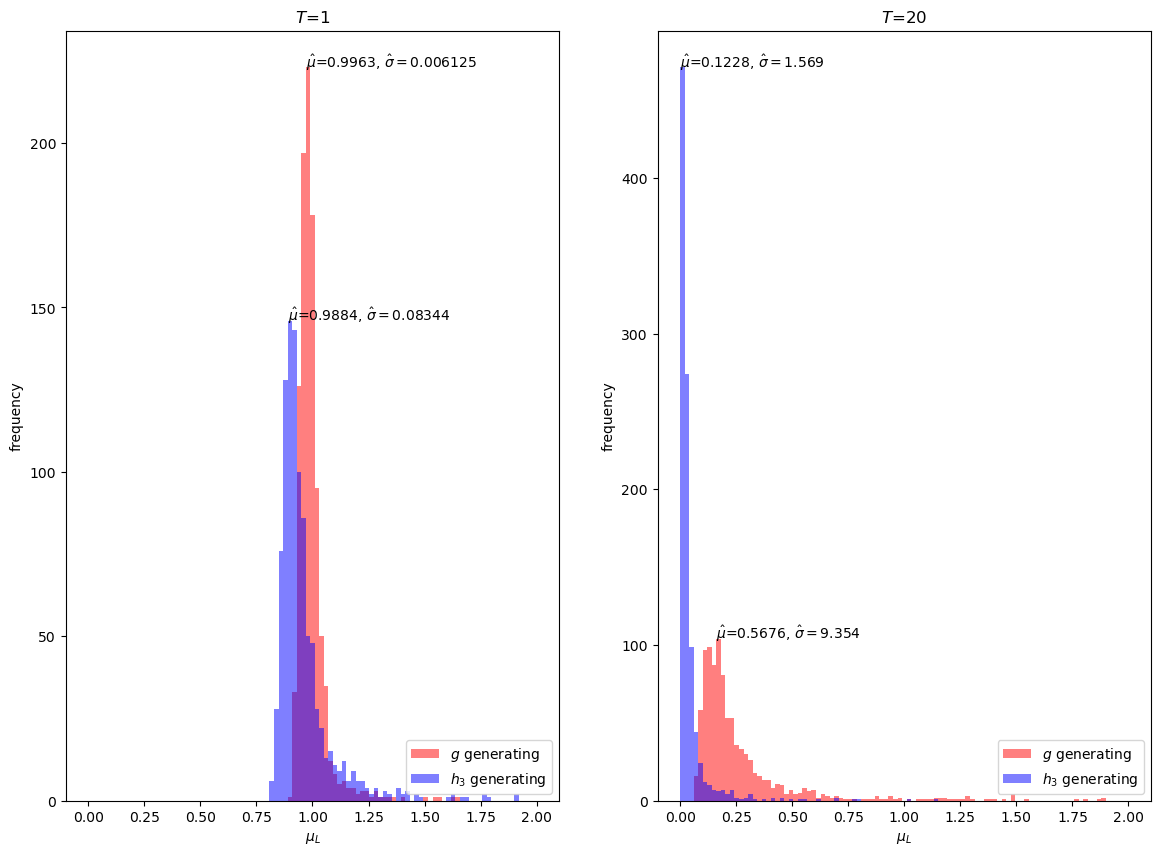 T=1
frequency
200
150
100
50
0
μ̂=0.9963, σ̂ = 0.006125
μ̂=0.9884, σ̂ = 0.08344
g generating
h₃ generating
0.00 0.25 0.50 0.75 1.00 1.25 1.50 1.75 2.00
μ_L
T=20
frequency
400
300
200
100
0
μ̂=0.1228, σ̂ = 1.569
μ̂=0.5676, σ̂ = 9.354
g generating
h₃ generating
0.00 0.25 0.50 0.75 1.00 1.25 1.50 1.75 2.00
μ_L